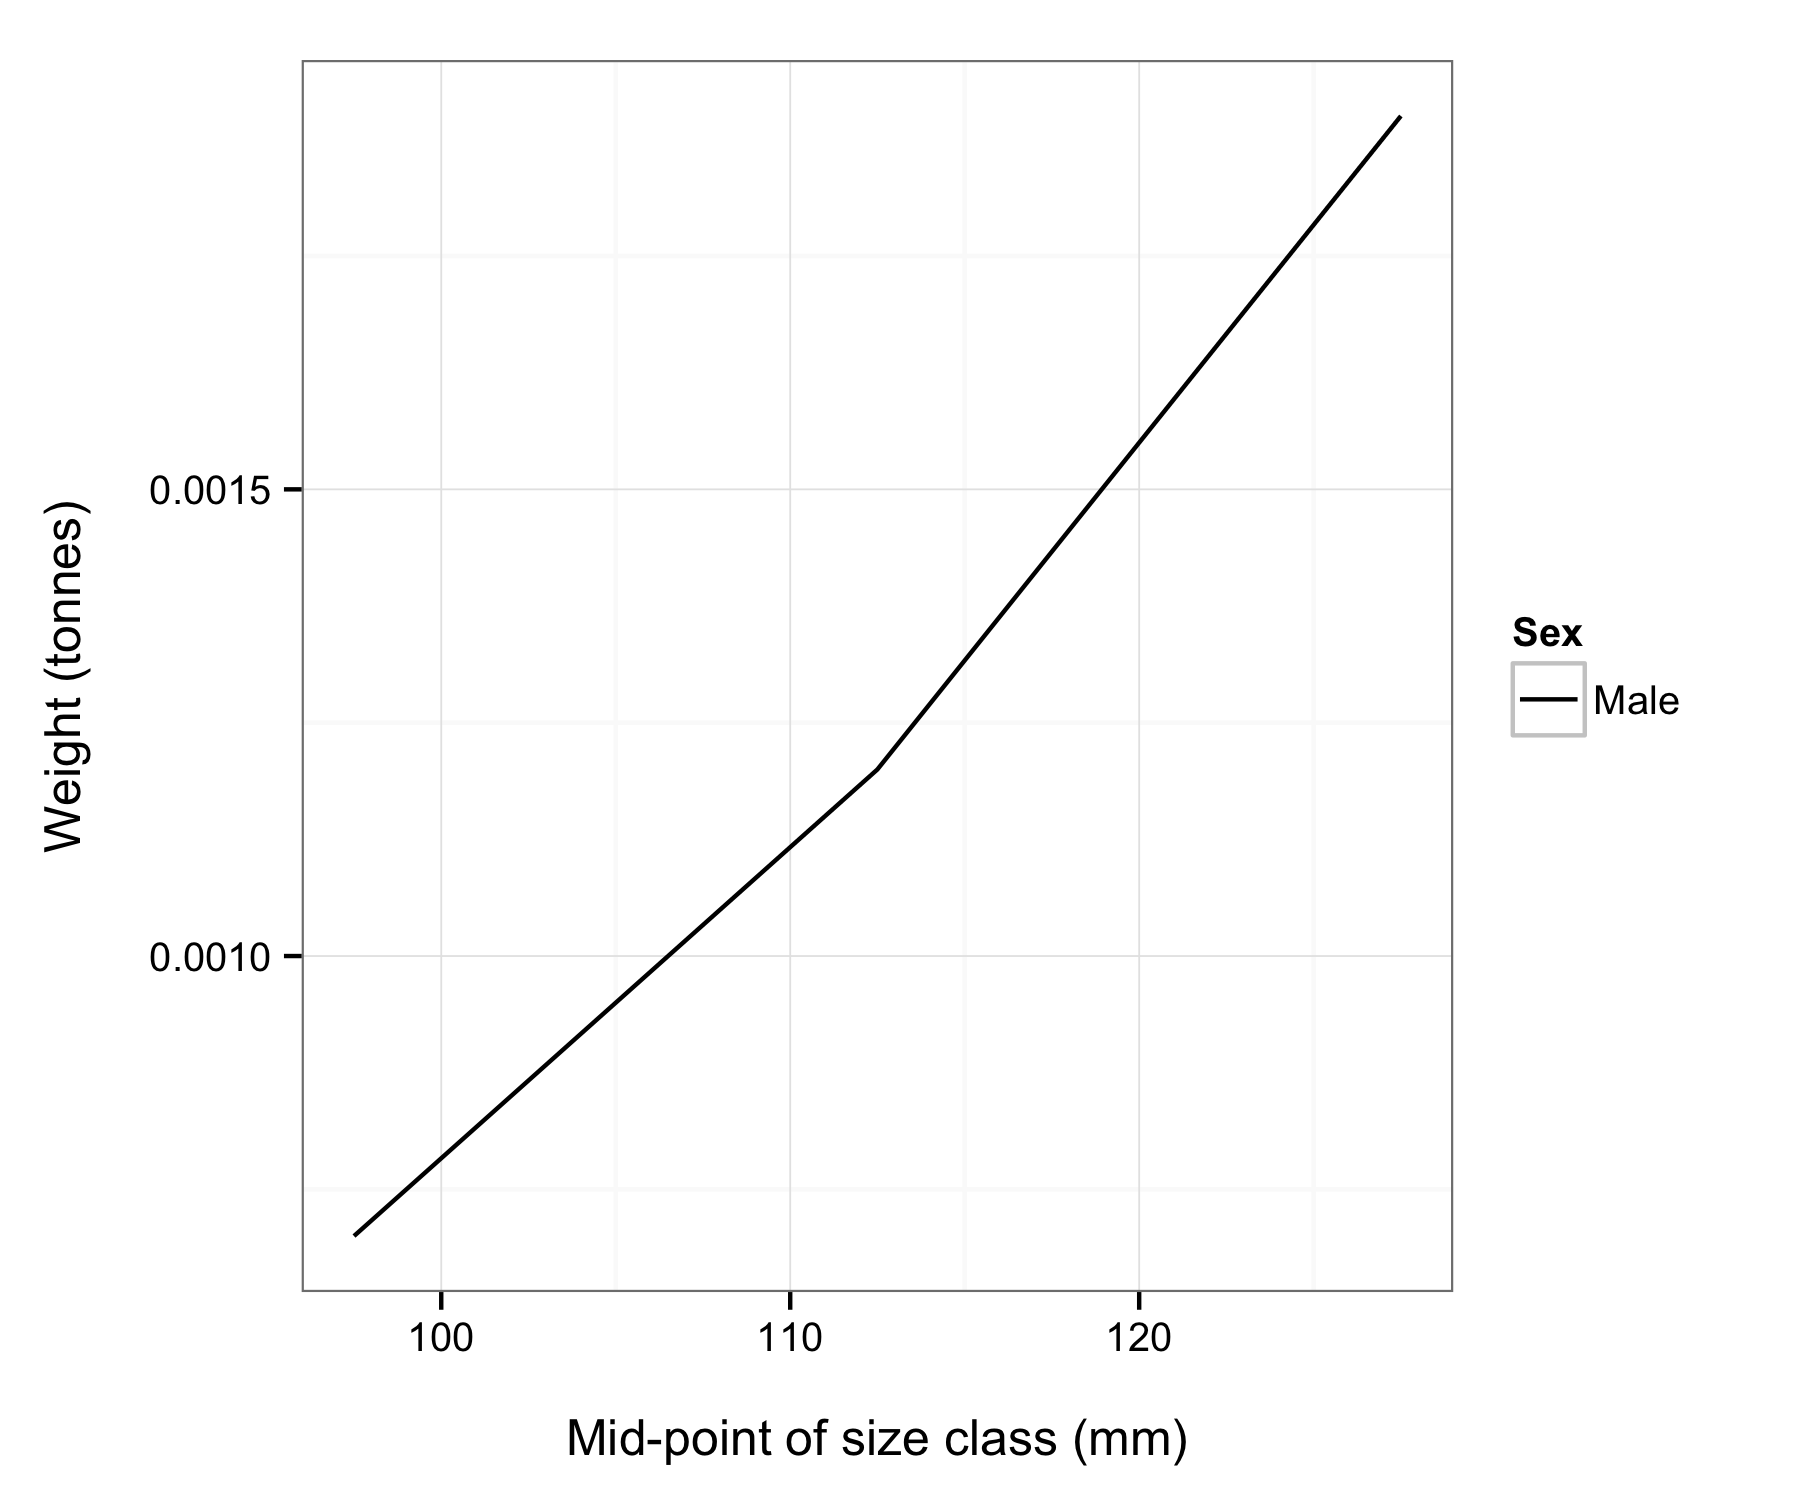 Weight (tonnes)
0.0015
0.0010
100
110
120
Mid-point of size class (mm)
Sex
Male